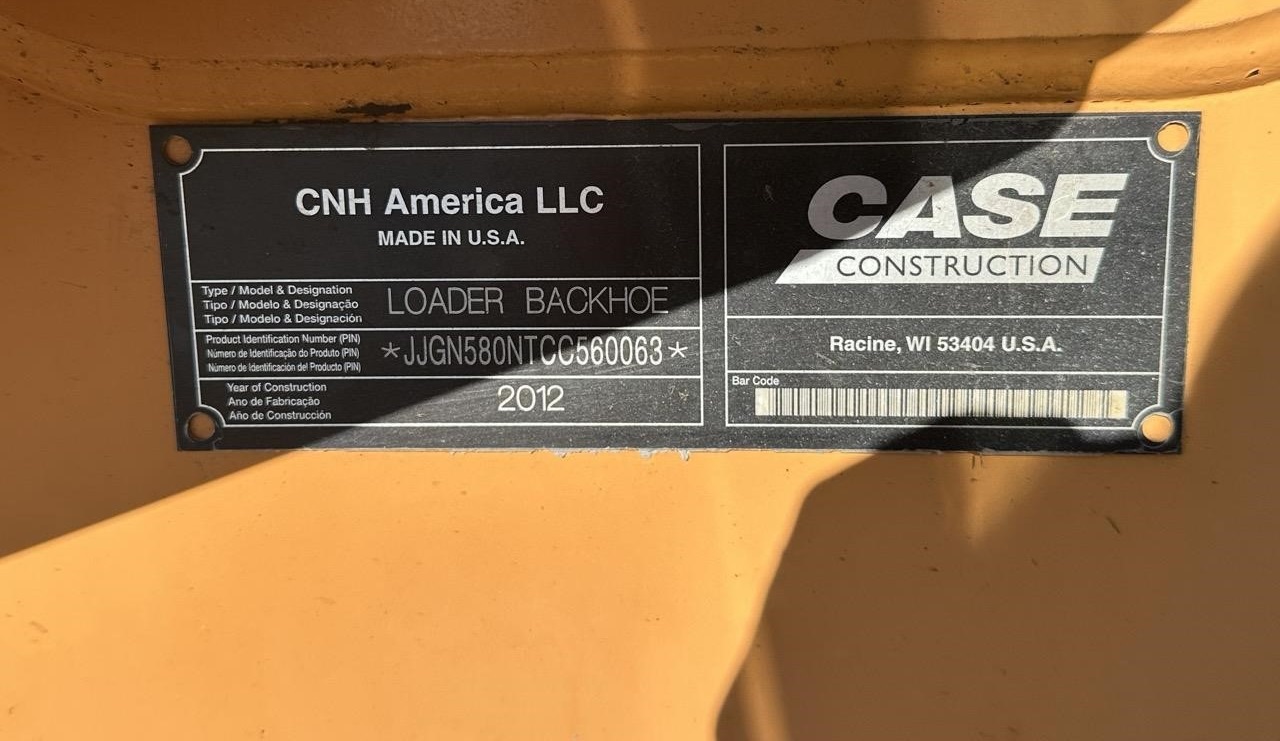 CNH America LLC
MADE IN U.S.A.
Type / Model & Designation
Tipo / Modelo & Designação
Tipo / Modelo & Designación
LOADER BACKHOE
Product Identification Number (PIN)
Número de Identificação do Produto (PIN)
Número de Identificación del Producto (PIN)
*JJGN580NTCC560063*
Year of Construction
Ano de Fabricação
Año de Construcción
2012
CASE
CONSTRUCTION
Racine, WI 53404 U.S.A.
Bar Code